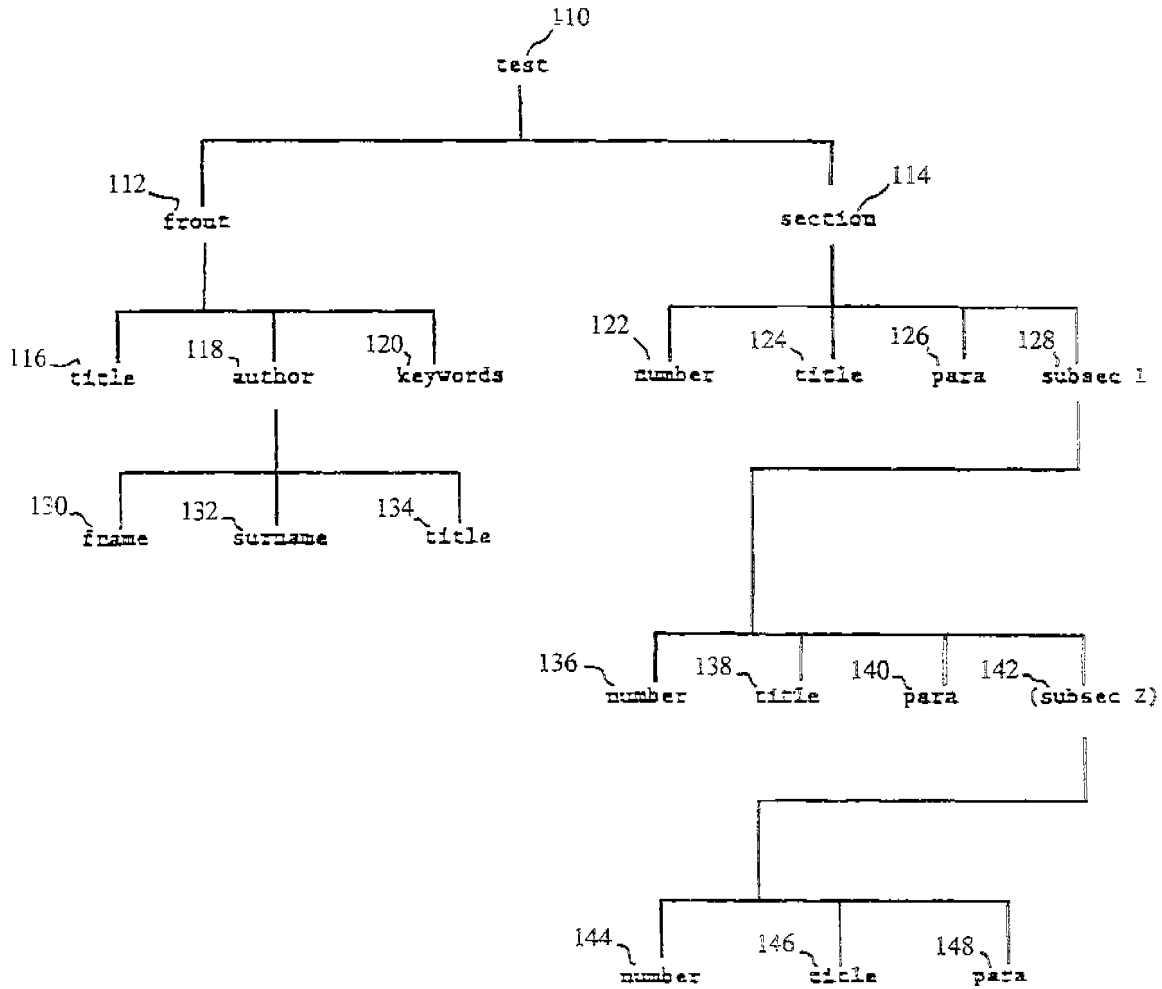 110
test
112
front
114
section
116
title
118
author
120
keywords
122
number
124
title
126
para
128
subsec 1
130
fname
132
surname
134
title
136
number
138
title
140
para
142
(subsec 2)
144
number
146
title
148
para